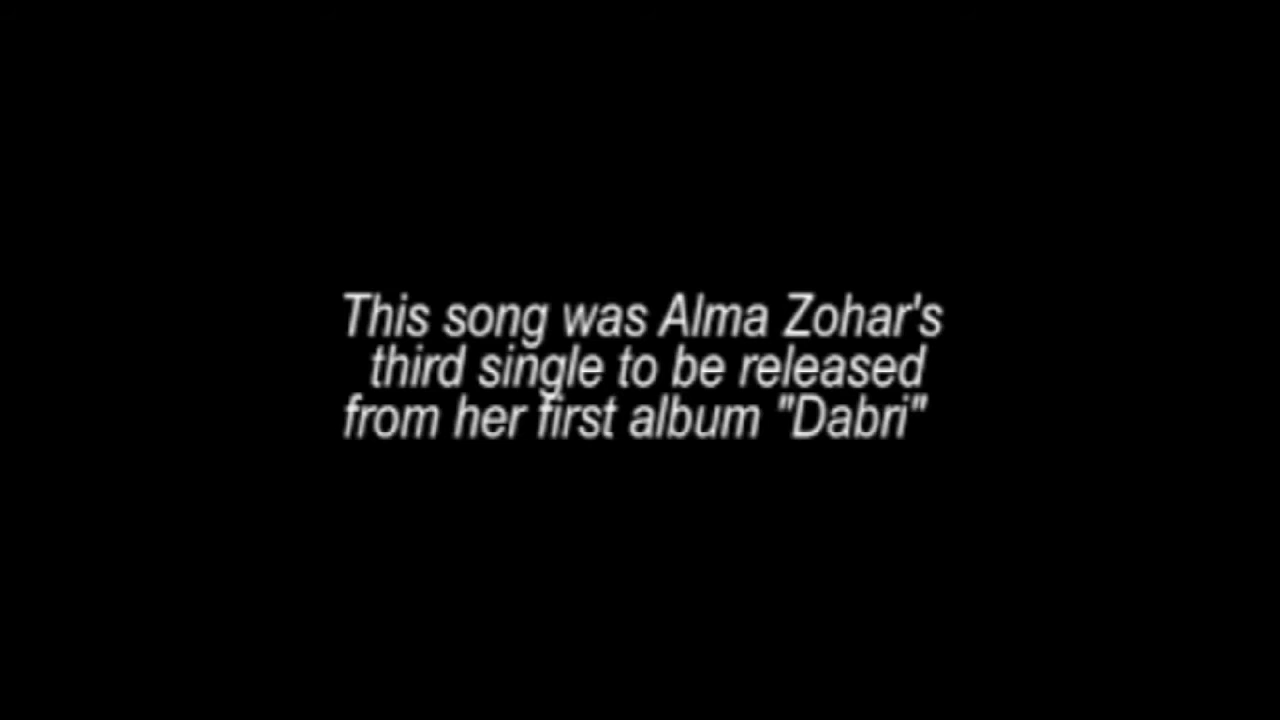 This song was Alma Zohar's
third single to be released
from her first album "Dabri"